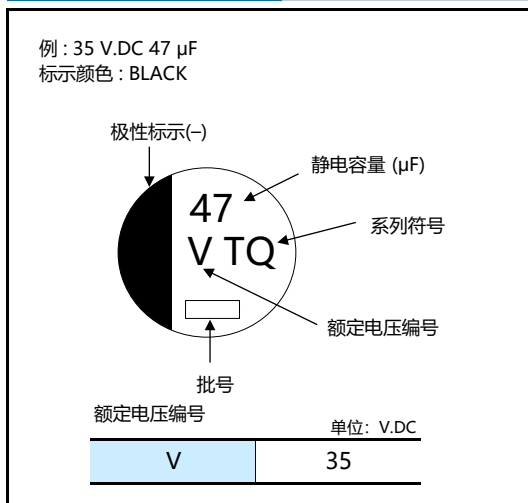 例 : 35 V.DC 47 µF
标示颜色 : BLACK
极性标示(–)
静电容量 (µF)
47
系列符号
V TQ
额定电压编号
批号
额定电压编号
单位: V.DC
V 35